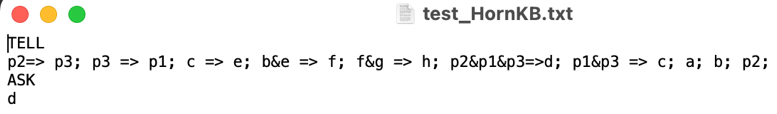 test_HornKB.txt
TELL
p2=> p3; p3 => p1; c => e; b&e => f; f&g => h; p2&p1&p3=>d; p1&p3 => c; a; b; p2;
ASK
d